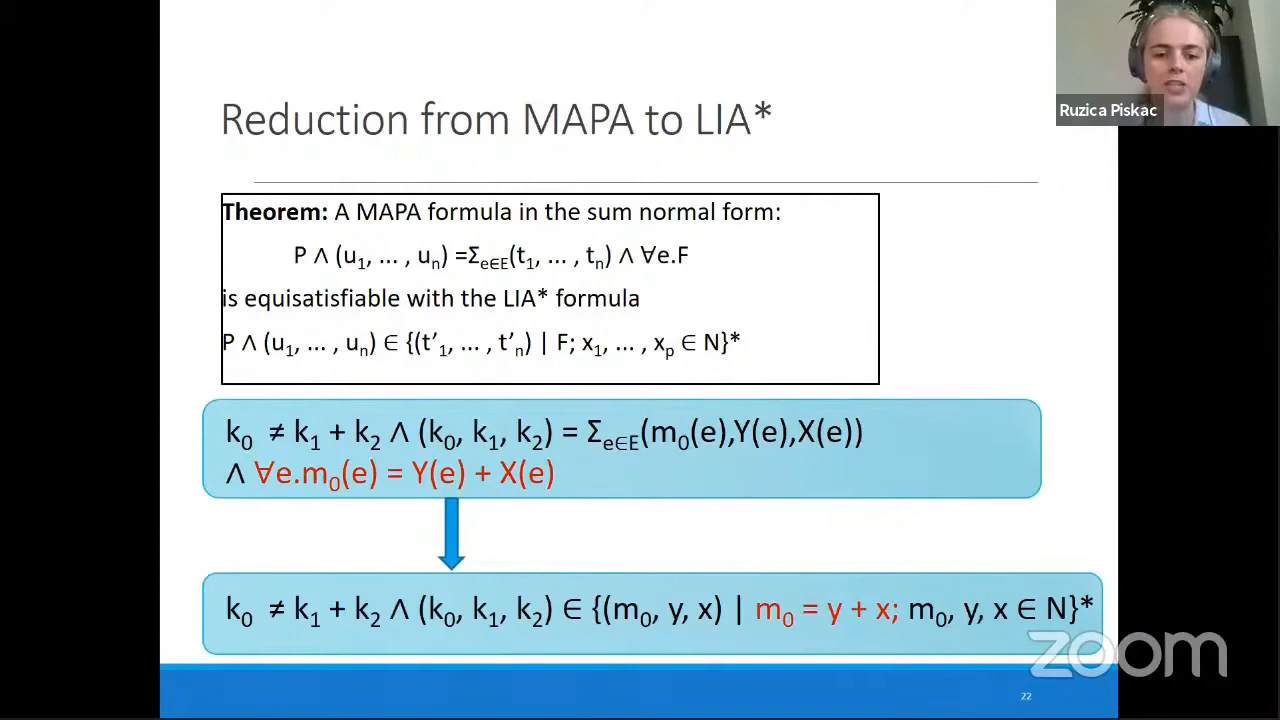 Ruzica Piskac
Reduction from MAPA to LIA*
Theorem: A MAPA formula in the sum normal form:
P ∧ (u₁, ... , uₙ) =Σe∈E(t₁, ... , tₙ) ∧ ∀e.F
is equisatisfiable with the LIA* formula
P ∧ (u₁, ... , uₙ) ∈ {(t’₁, ... , t’ₙ) | F; x₁, ... , xₚ ∈ N}*
k₀ ≠ k₁ + k₂ ∧ (k₀, k₁, k₂) = Σe∈E(m₀(e),Y(e),X(e))
∧ ∀e.m₀(e) = Y(e) + X(e)
k₀ ≠ k₁ + k₂ ∧ (k₀, k₁, k₂) ∈ {(m₀, y, x) | m₀ = y + x; m₀, y, x ∈ N}*
zoom
22